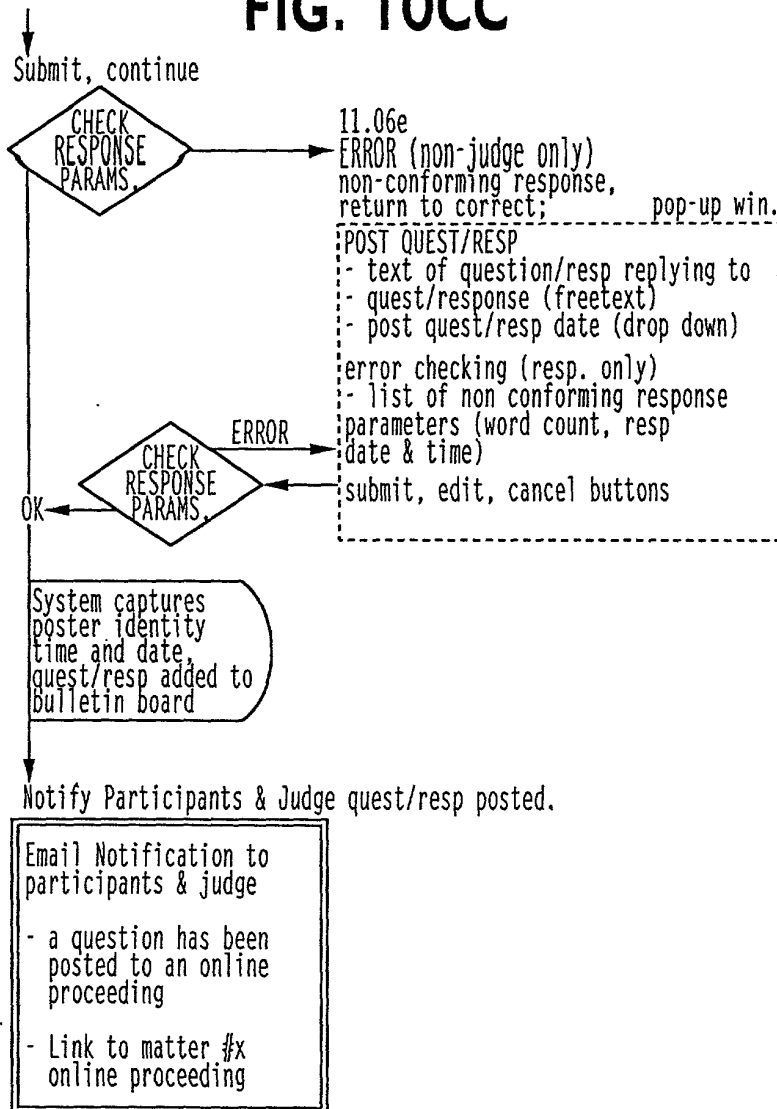 FIG. 10CC
Submit, continue
CHECK
RESPONSE
PARAMS.
11.06e
ERROR (non-judge only)
non-conforming response,
return to correct; pop-up win.
POST QUEST/RESP
- text of question/resp replying to
- quest/response (freetext)
- post quest/resp date (drop down)
error checking (resp. only)
- list of non conforming response
parameters (word count, resp
date & time)
submit, edit, cancel buttons
ERROR
CHECK
RESPONSE
PARAMS.
OK
System captures
poster identity
time and date,
quest/resp added to
bulletin board
Notify Participants & Judge quest/resp posted.
Email Notification to
participants & judge
- a question has been
posted to an online
proceeding
- Link to matter #x
online proceeding